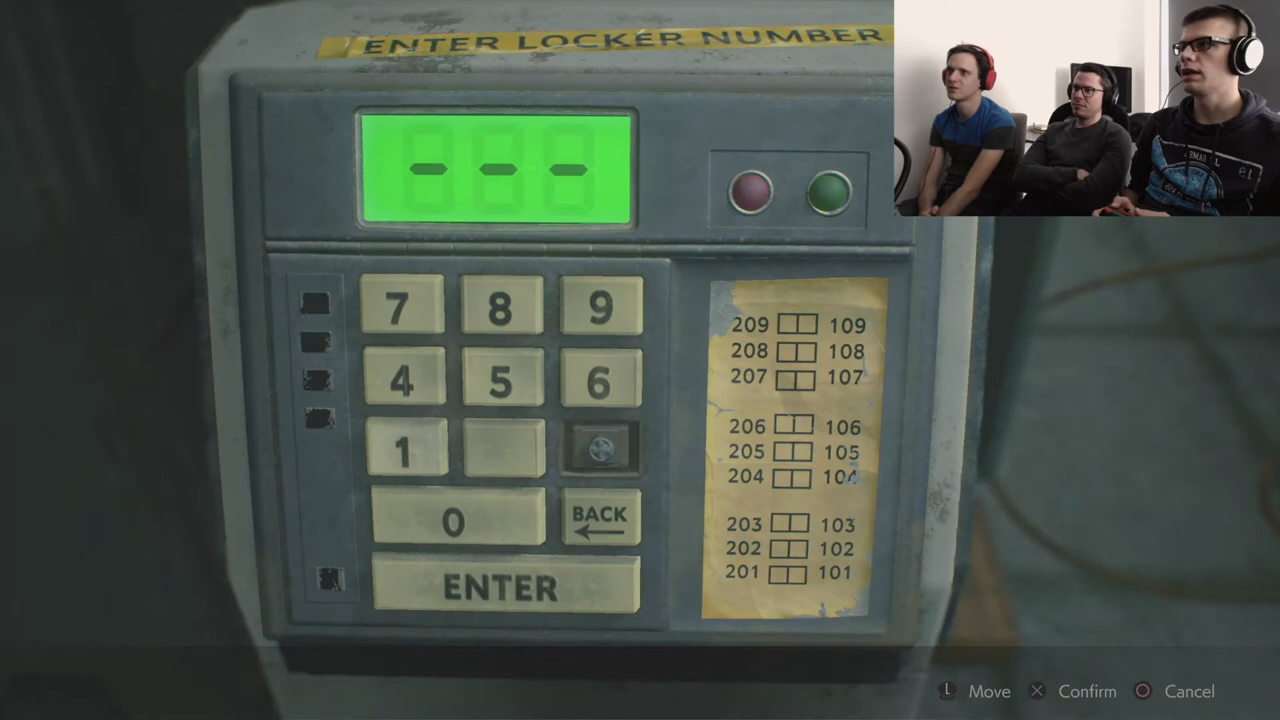 ENTER LOCKER NUMBER
- - -
7 8 9
4 5 6
1
0 BACK
ENTER
209 109
208 108
207 107
206 106
205 105
204 104
203 103
202 102
201 101
L Move Confirm Cancel